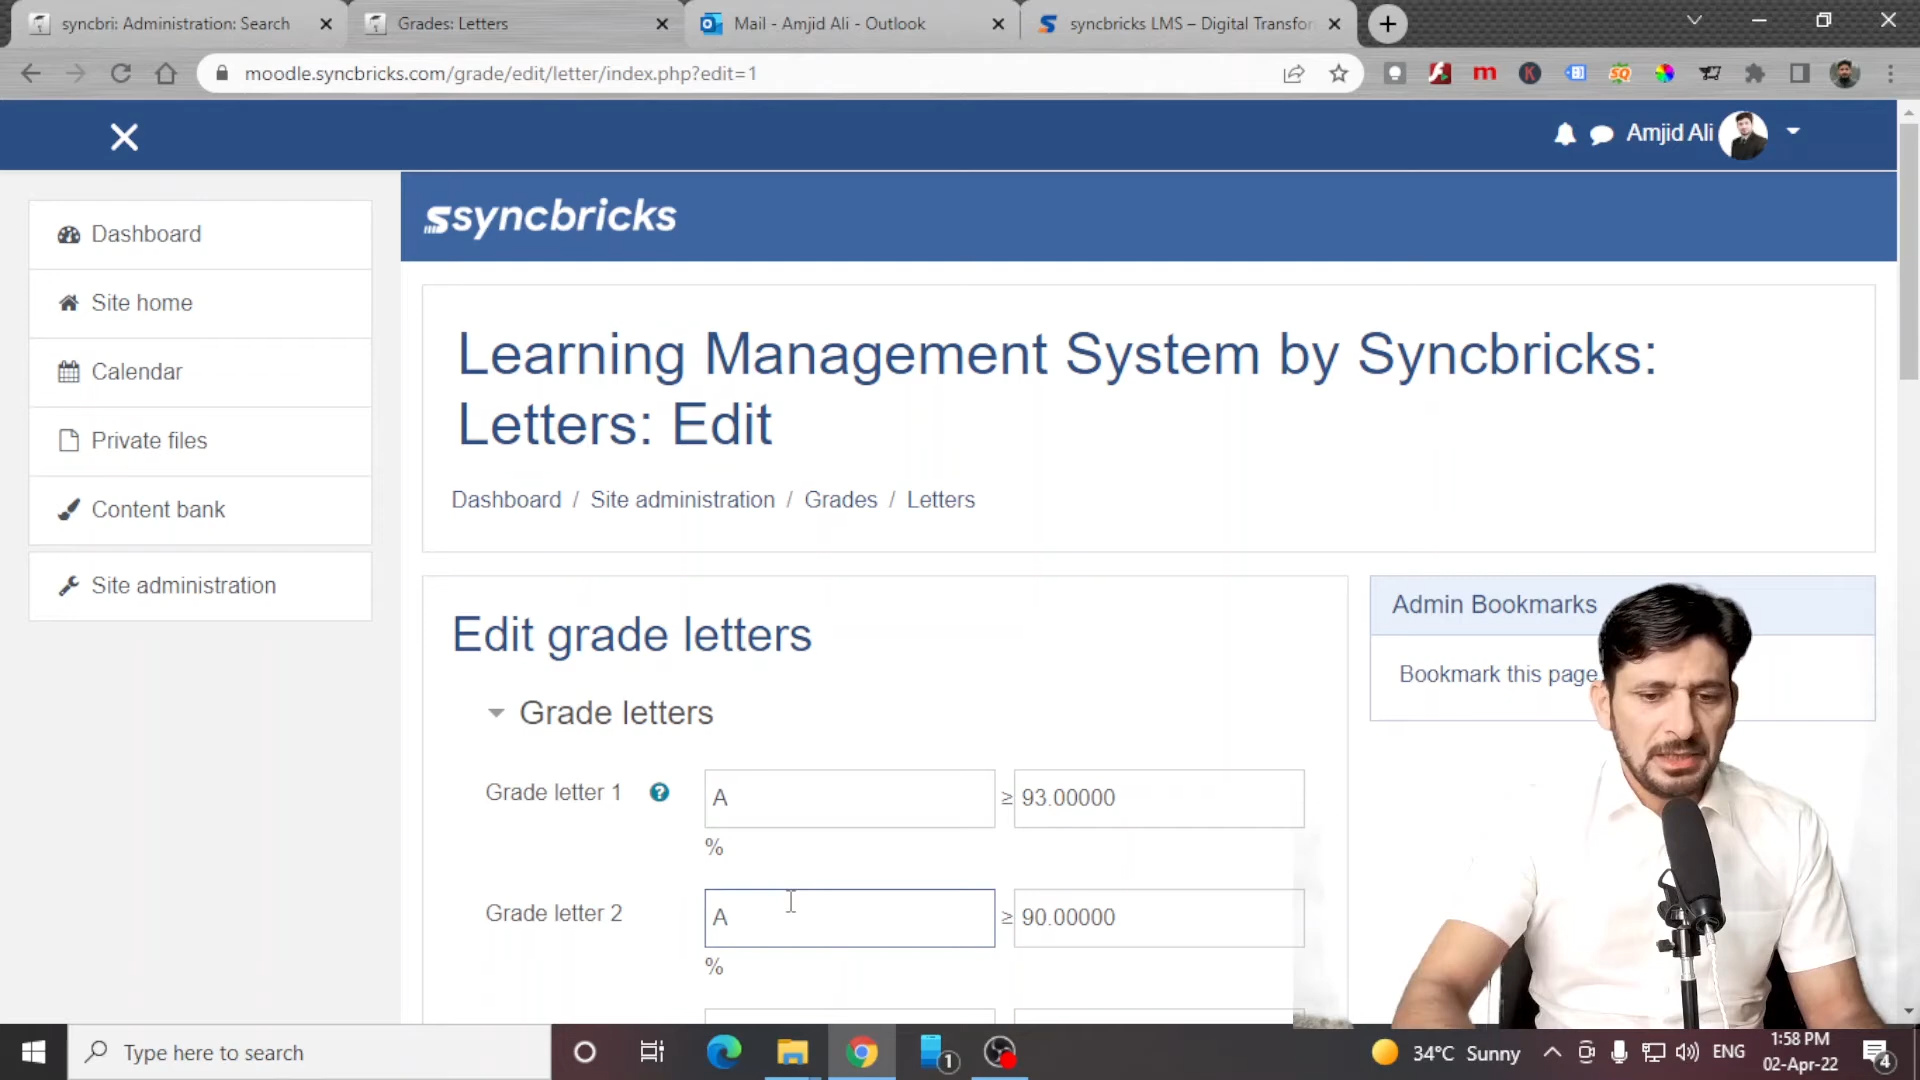 syncbri: Administration: Search
Grades: Letters
Mail - Amjid Ali - Outlook
syncbricks LMS – Digital Transfor
moodle.syncbricks.com/grade/edit/letter/index.php?edit=1
Amjid Ali
Dashboard
Site home
Calendar
Private files
Content bank
Site administration
syncbricks
Learning Management System by Syncbricks:
Letters: Edit
Dashboard / Site administration / Grades / Letters
Edit grade letters
Grade letters
Grade letter 1
A
≥ 93.00000
%
Grade letter 2
A
≥ 90.00000
%
Admin Bookmarks
Bookmark this page
Type here to search
1
34°C Sunny
ENG
1:58 PM
02-Apr-22
4